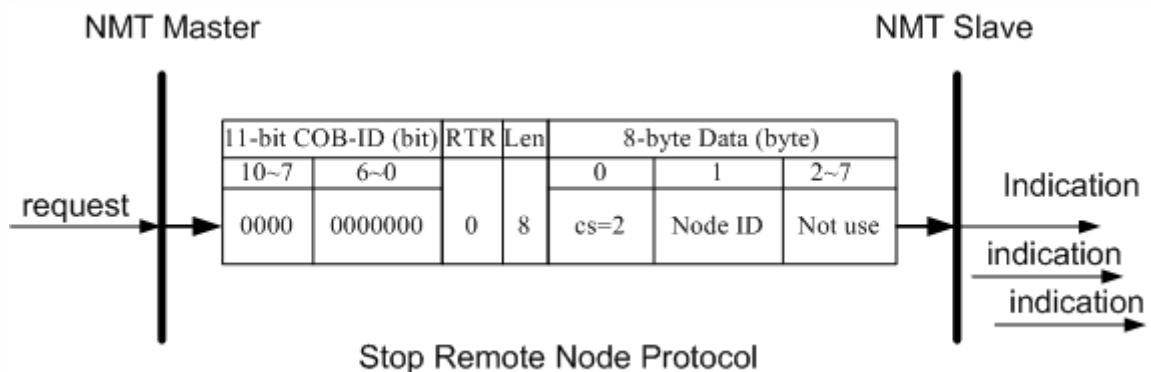 NMT Master NMT Slave
11-bit COB-ID (bit) RTR Len 8-byte Data (byte)
10~7 6~0 0 1 2~7
request 0000 0000000 0 8 cs=2 Node ID Not use Indication
indication
indication
Stop Remote Node Protocol